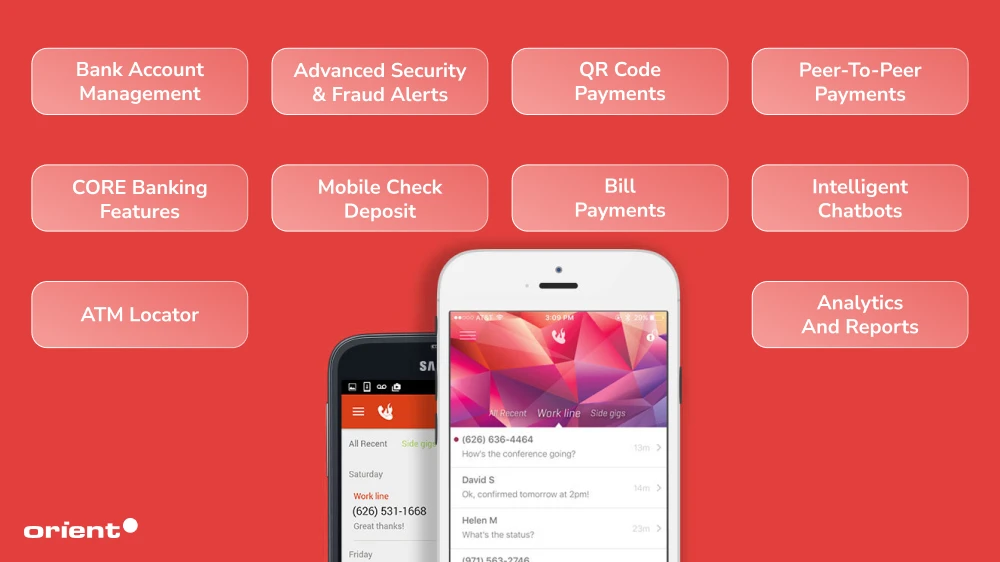 Bank Account
Management
Advanced Security
& Fraud Alerts
QR Code
Payments
Peer-To-Peer
Payments
CORE Banking
Features
Mobile Check
Deposit
Bill
Payments
Intelligent
Chatbots
ATM Locator
Analytics
And Reports
AT&T
3:09 PM
29%
All Recent
Work line
Side gigs
(626) 636-4464
13m
How's the conference going?
David S
14m
Ok, confirmed tomorrow at 2pm!
Helen M
23m
What's the status?
(971) 563-2746
All Recent
Side gigs
Saturday
Work line
(626) 531-1668
Great thanks!
Friday
orient